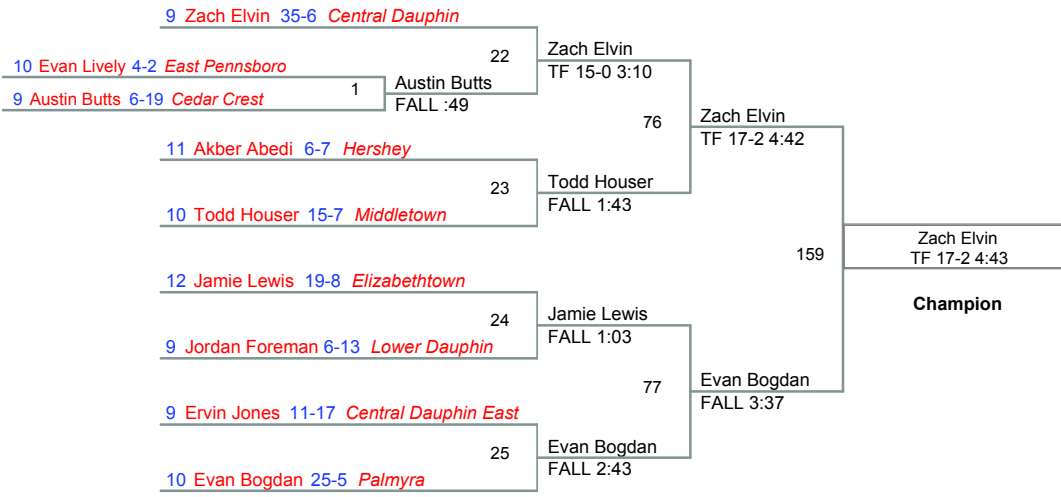 9 Zach Elvin 35-6 Central Dauphin
22
Zach Elvin
TF 15-0 3:10
10 Evan Lively 4-2 East Pennsboro
1
Austin Butts
FALL :49
9 Austin Butts 6-19 Cedar Crest
76
Zach Elvin
TF 17-2 4:42
11 Akber Abedi 6-7 Hershey
23
Todd Houser
FALL 1:43
10 Todd Houser 15-7 Middletown
159
Zach Elvin
TF 17-2 4:43
Champion
12 Jamie Lewis 19-8 Elizabethtown
24
Jamie Lewis
FALL 1:03
9 Jordan Foreman 6-13 Lower Dauphin
77
Evan Bogdan
FALL 3:37
9 Ervin Jones 11-17 Central Dauphin East
25
Evan Bogdan
FALL 2:43
10 Evan Bogdan 25-5 Palmyra